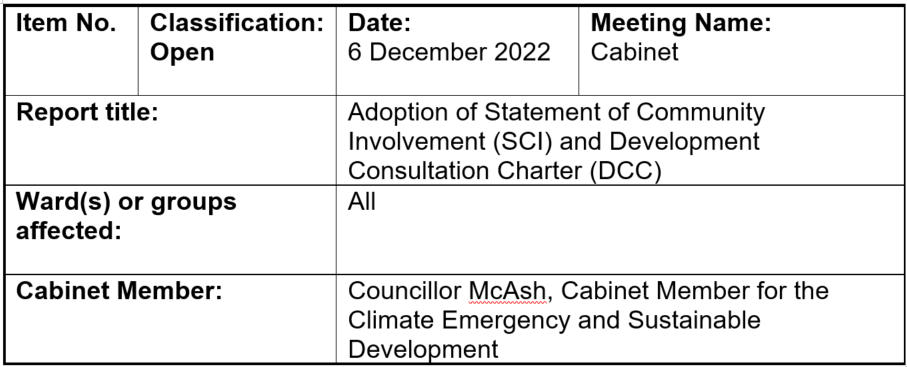 Item No. Classification: Date: Meeting Name:
Open 6 December 2022 Cabinet
Report title: Adoption of Statement of Community
Involvement (SCI) and Development
Consultation Charter (DCC)
Ward(s) or groups All
affected:
Cabinet Member: Councillor McAsh, Cabinet Member for the
Climate Emergency and Sustainable
Development